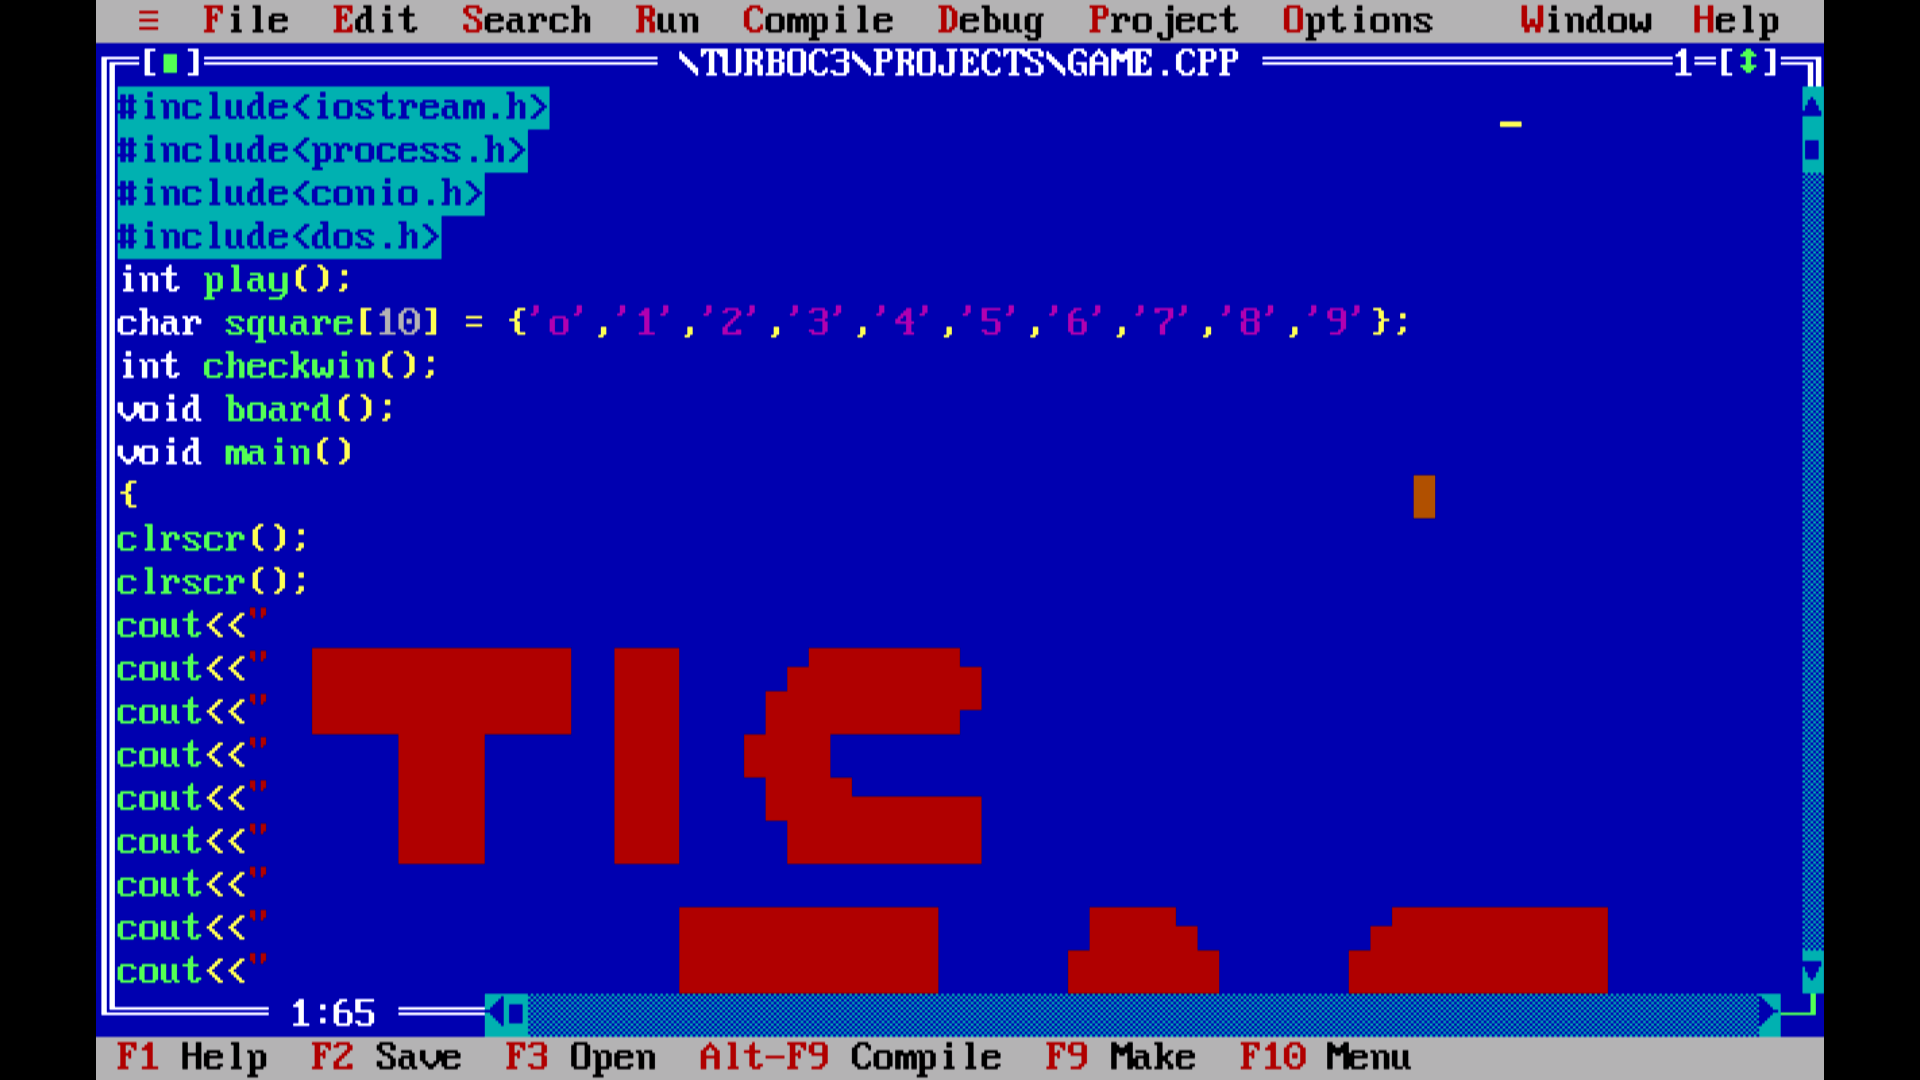 ≡ File Edit Search Run Compile Debug Project Options Window Help
[■] \TURBOC3\PROJECTS\GAME.CPP 1=[↕]
#include<iostream.h>
#include<process.h>
#include<conio.h>
#include<dos.h>
int play();
char square[10] = {'o','1','2','3','4','5','6','7','8','9'};
int checkwin();
void board();
void main()
{
clrscr();
clrscr();
cout<<"
cout<<"
cout<<"
cout<<"
cout<<"
cout<<"
cout<<"
cout<<"
cout<<"
TIC
1:65
F1 Help F2 Save F3 Open Alt-F9 Compile F9 Make F10 Menu